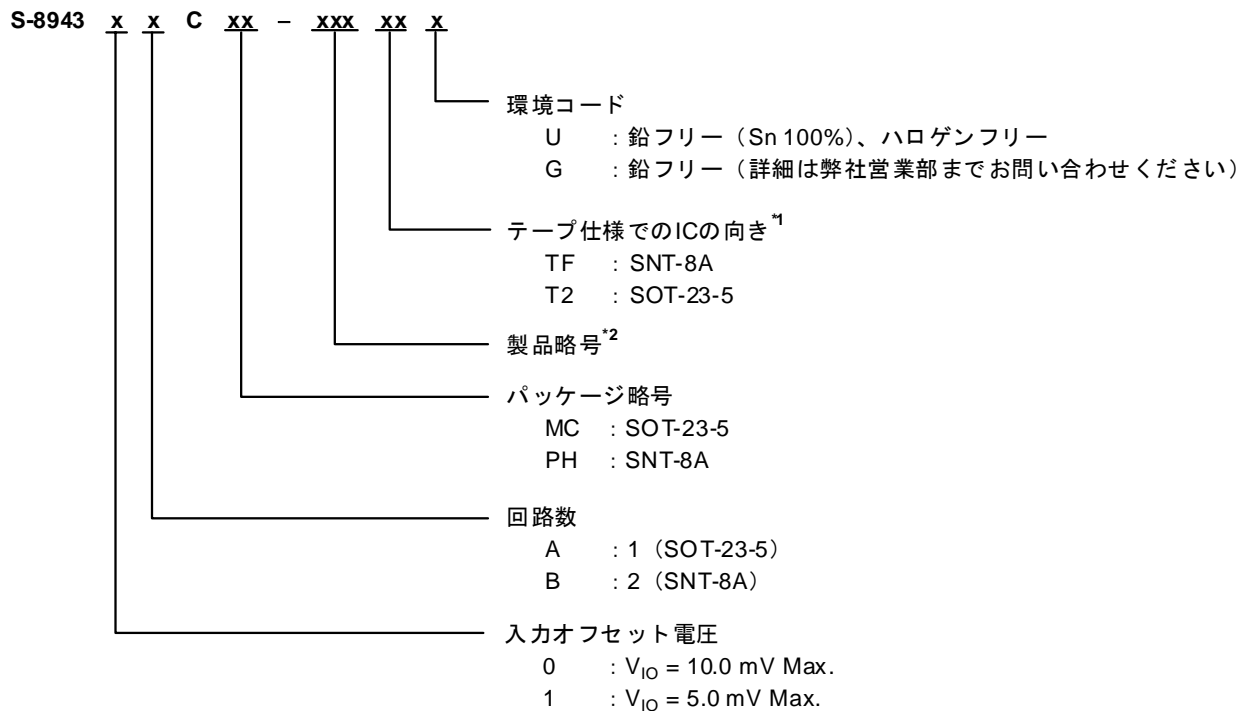 S-8943 x x C xx – xxx xx x
環境コード
U : 鉛フリー（Sn 100%)、ハロゲンフリー
G : 鉛フリー（詳細は弊社営業部までお問い合わせください）
テープ仕様でのICの向き*1
TF : SNT-8A
T2 : SOT-23-5
製品略号*2
パッケージ略号
MC : SOT-23-5
PH : SNT-8A
回路数
A : 1（SOT-23-5）
B : 2（SNT-8A）
入力オフセット電圧
0 : VIO = 10.0 mV Max.
1 : VIO = 5.0 mV Max.